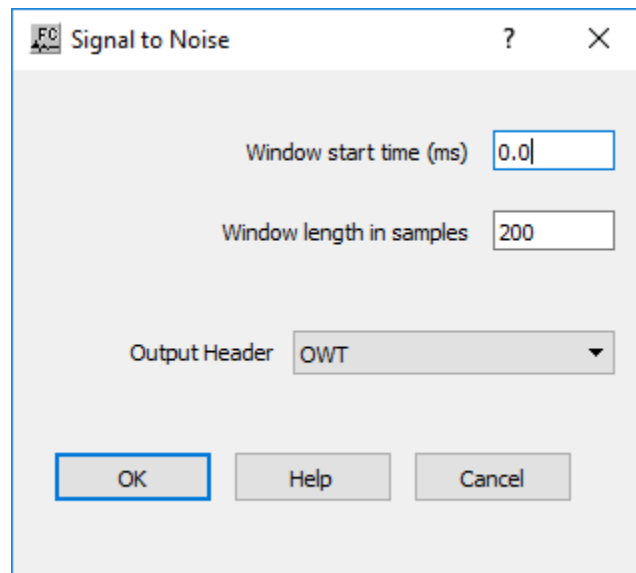 FC Signal to Noise ?
Window start time (ms) 0.0
Window length in samples 200
Output Header OWT
OK Help Cancel